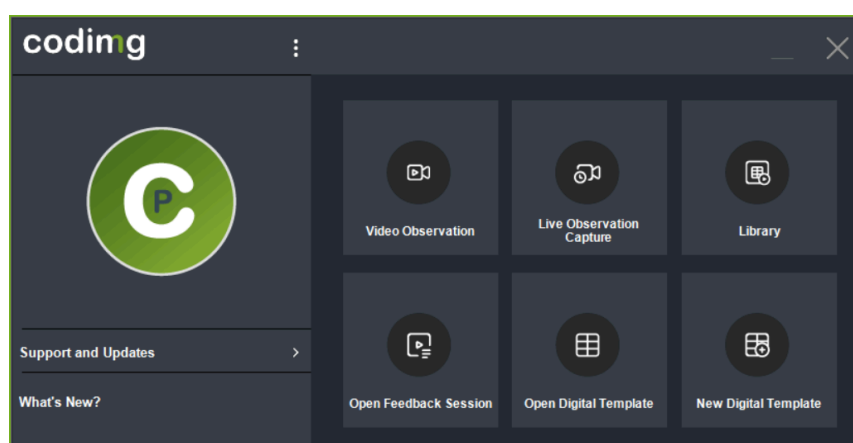 codimg
CP
Support and Updates
What's New?
Video Observation
Live Observation
Capture
Library
Open Feedback Session
Open Digital Template
New Digital Template